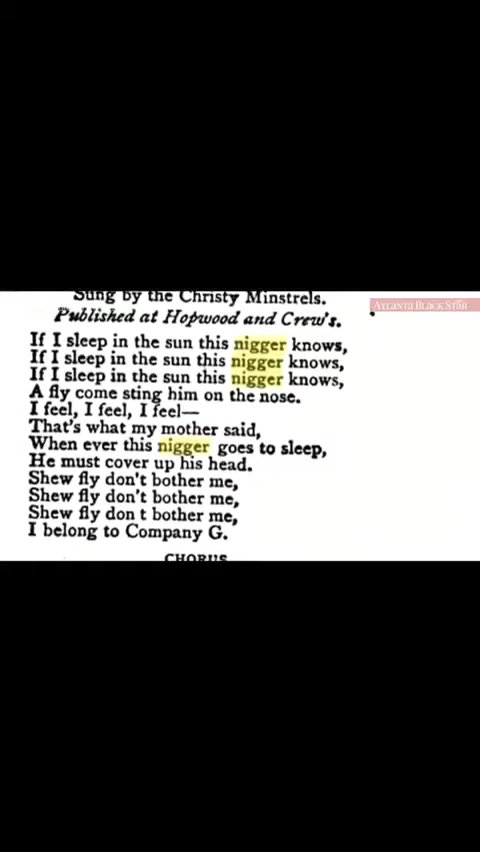 Sung by the Christy Minstrels.
Published at Hopwood and Crew's.
ATLANTA BLACK STAR
If I sleep in the sun this nigger knows,
If I sleep in the sun this nigger knows,
If I sleep in the sun this nigger knows,
A fly come sting him on the nose.
I feel, I feel, I feel—
That's what my mother said,
When ever this nigger goes to sleep,
He must cover up his head.
Shew fly don't bother me,
Shew fly don't bother me,
Shew fly don t bother me,
I belong to Company G.
CHORUS